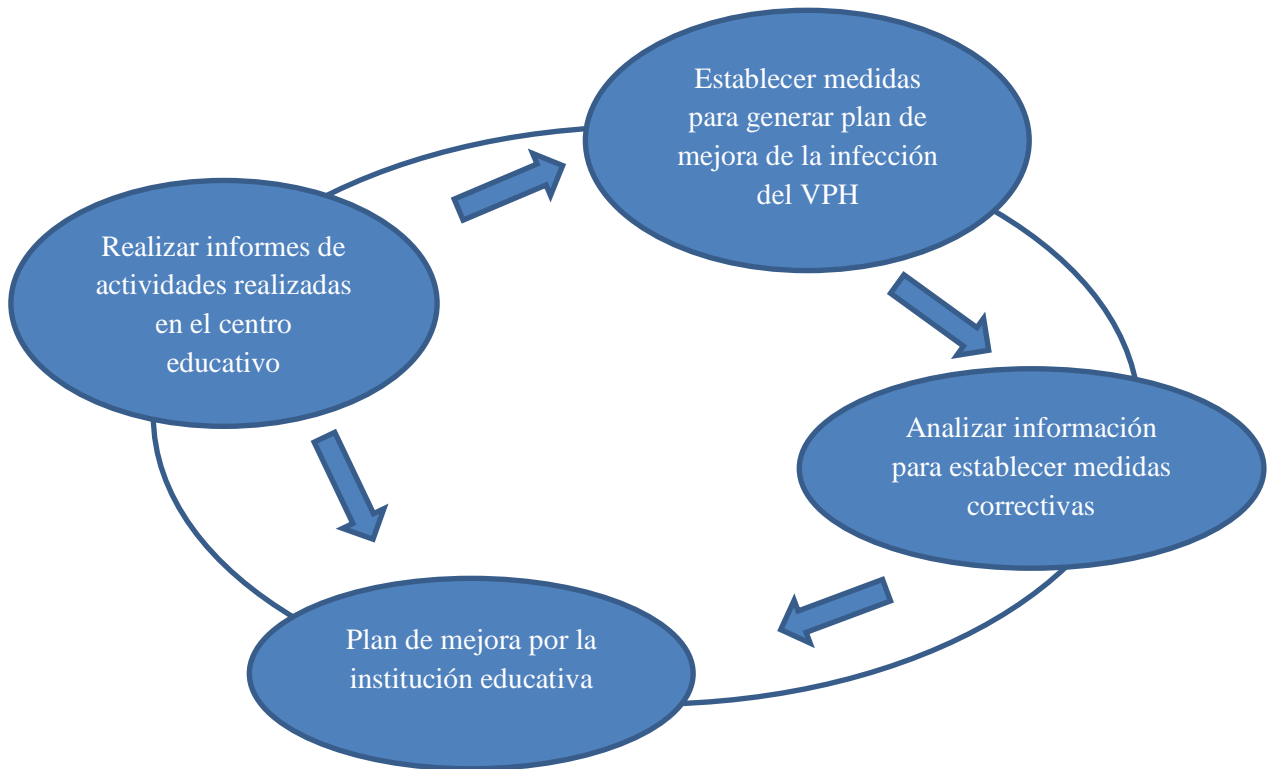 Establecer medidas
para generar plan de
mejora de la infección
del VPH
Realizar informes de
actividades realizadas
en el centro
educativo
Analizar información
para establecer medidas
correctivas
Plan de mejora por la
institución educativa